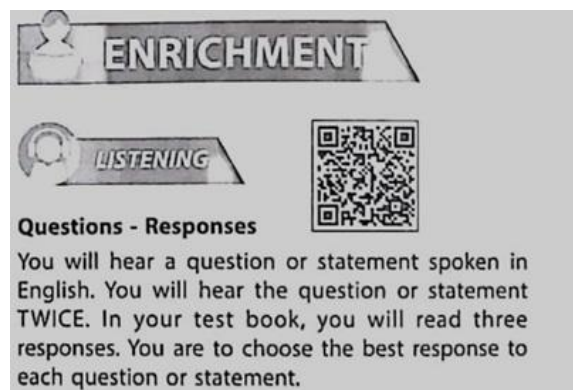 ENRICHMENT
LISTENING
Questions - Responses
You will hear a question or statement spoken in
English. You will hear the question or statement
TWICE. In your test book, you will read three
responses. You are to choose the best response to
each question or statement.